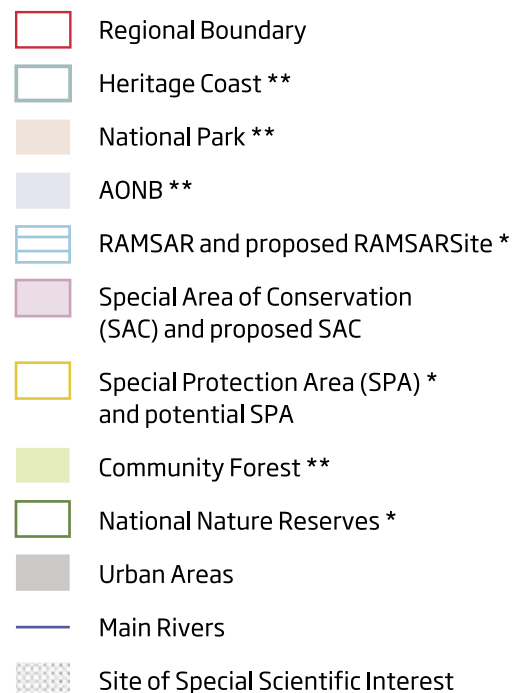 Regional Boundary
Heritage Coast **
National Park **
AONB **
RAMSAR and proposed RAMSARSite *
Special Area of Conservation
(SAC) and proposed SAC
Special Protection Area (SPA) *
and potential SPA
Community Forest **
National Nature Reserves *
Urban Areas
Main Rivers
Site of Special Scientific Interest